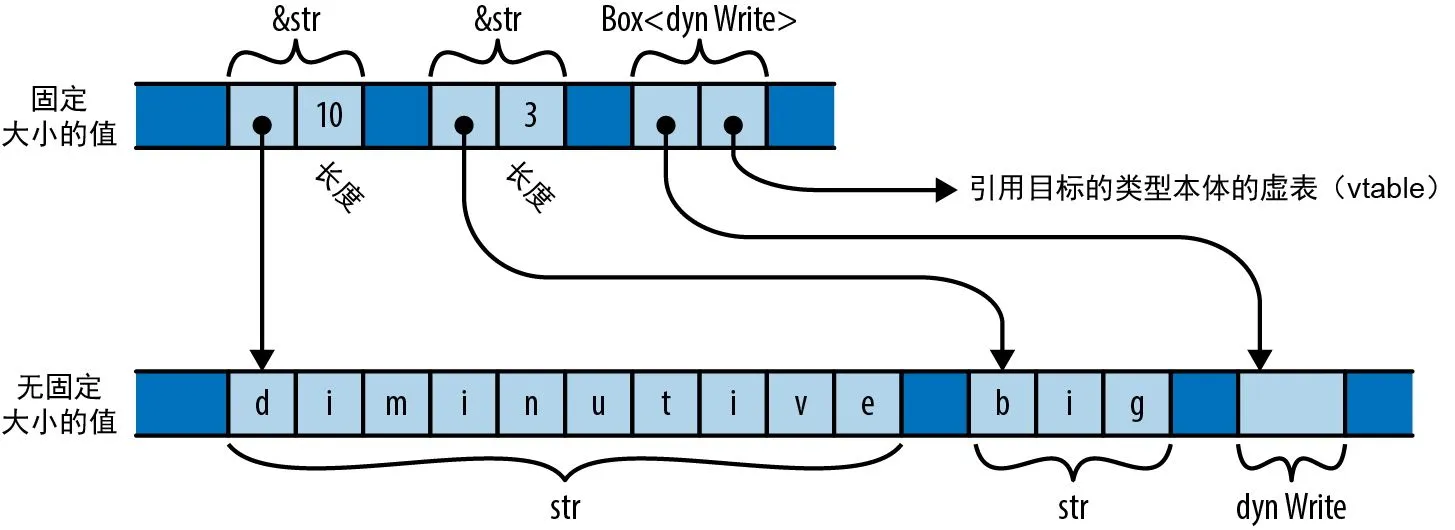 &str &str Box<dyn Write>
固定
大小的值
10 3
长度 长度
引用目标的类型本体的虚表（vtable）
无固定
大小的值
d i m i n u t i v e b i g
str str dyn Write